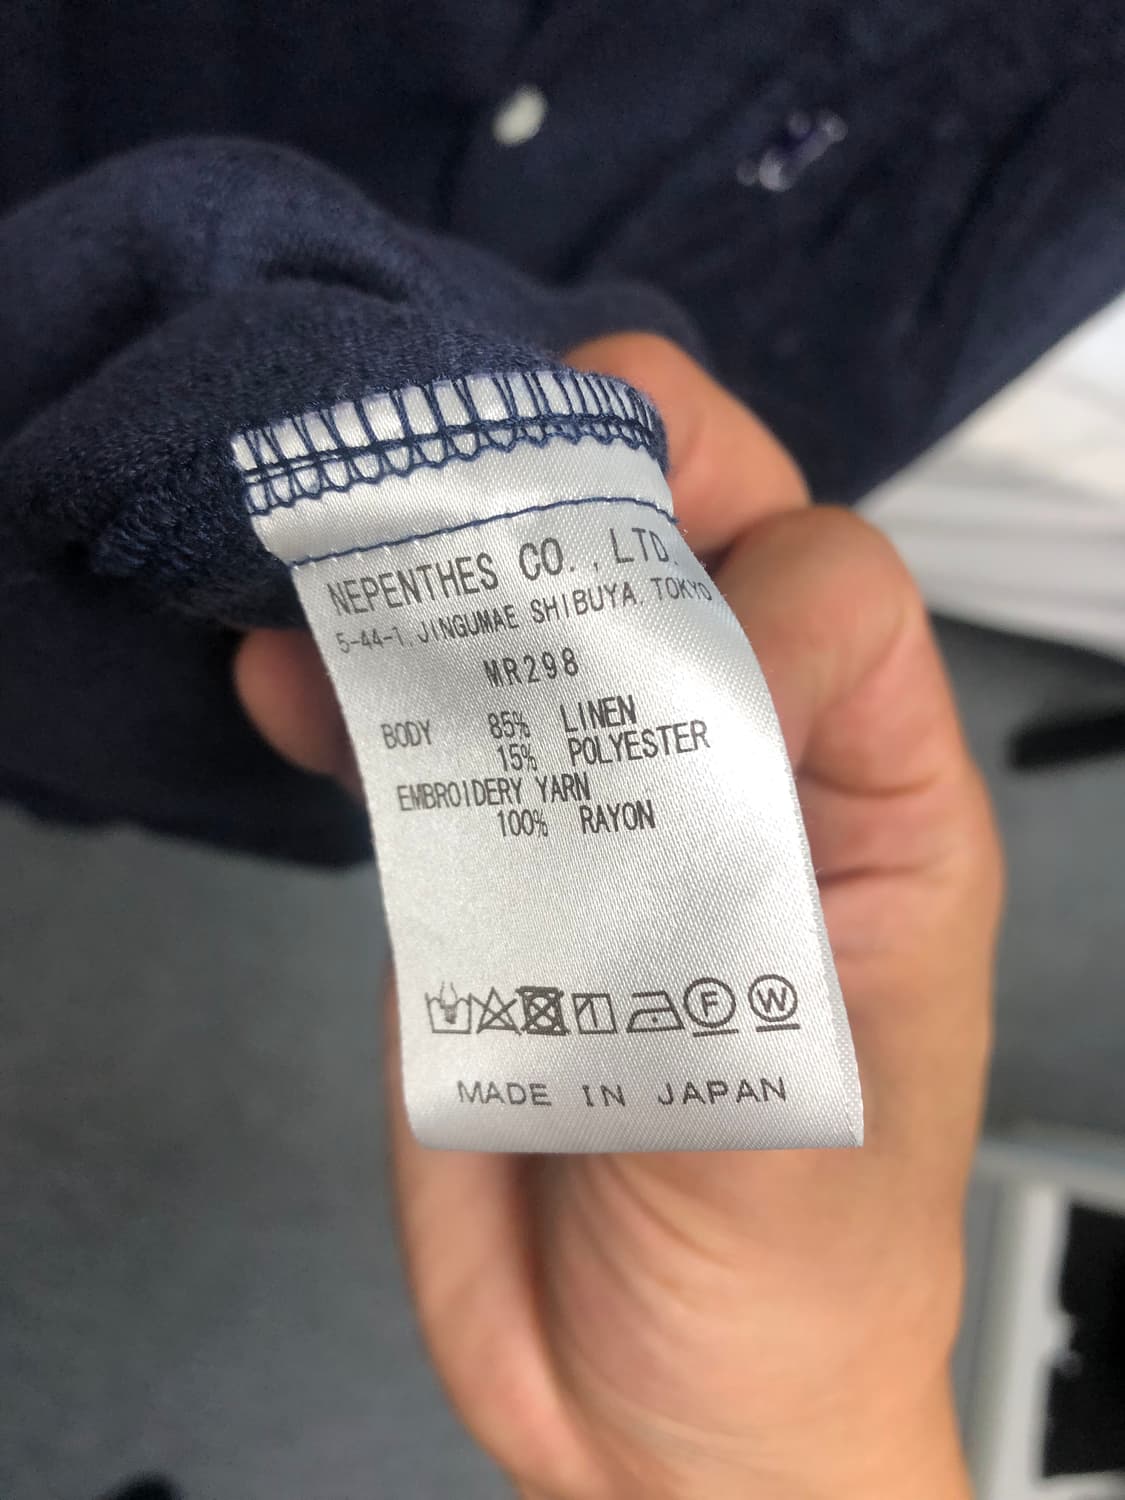 NEPENTHES CO., LTD.
5-44-1, JINGUMAE SHIBUYA, TOKYO
MR298
BODY 85% LINEN
15% POLYESTER
EMBROIDERY YARN
100% RAYON
F W
MADE IN JAPAN